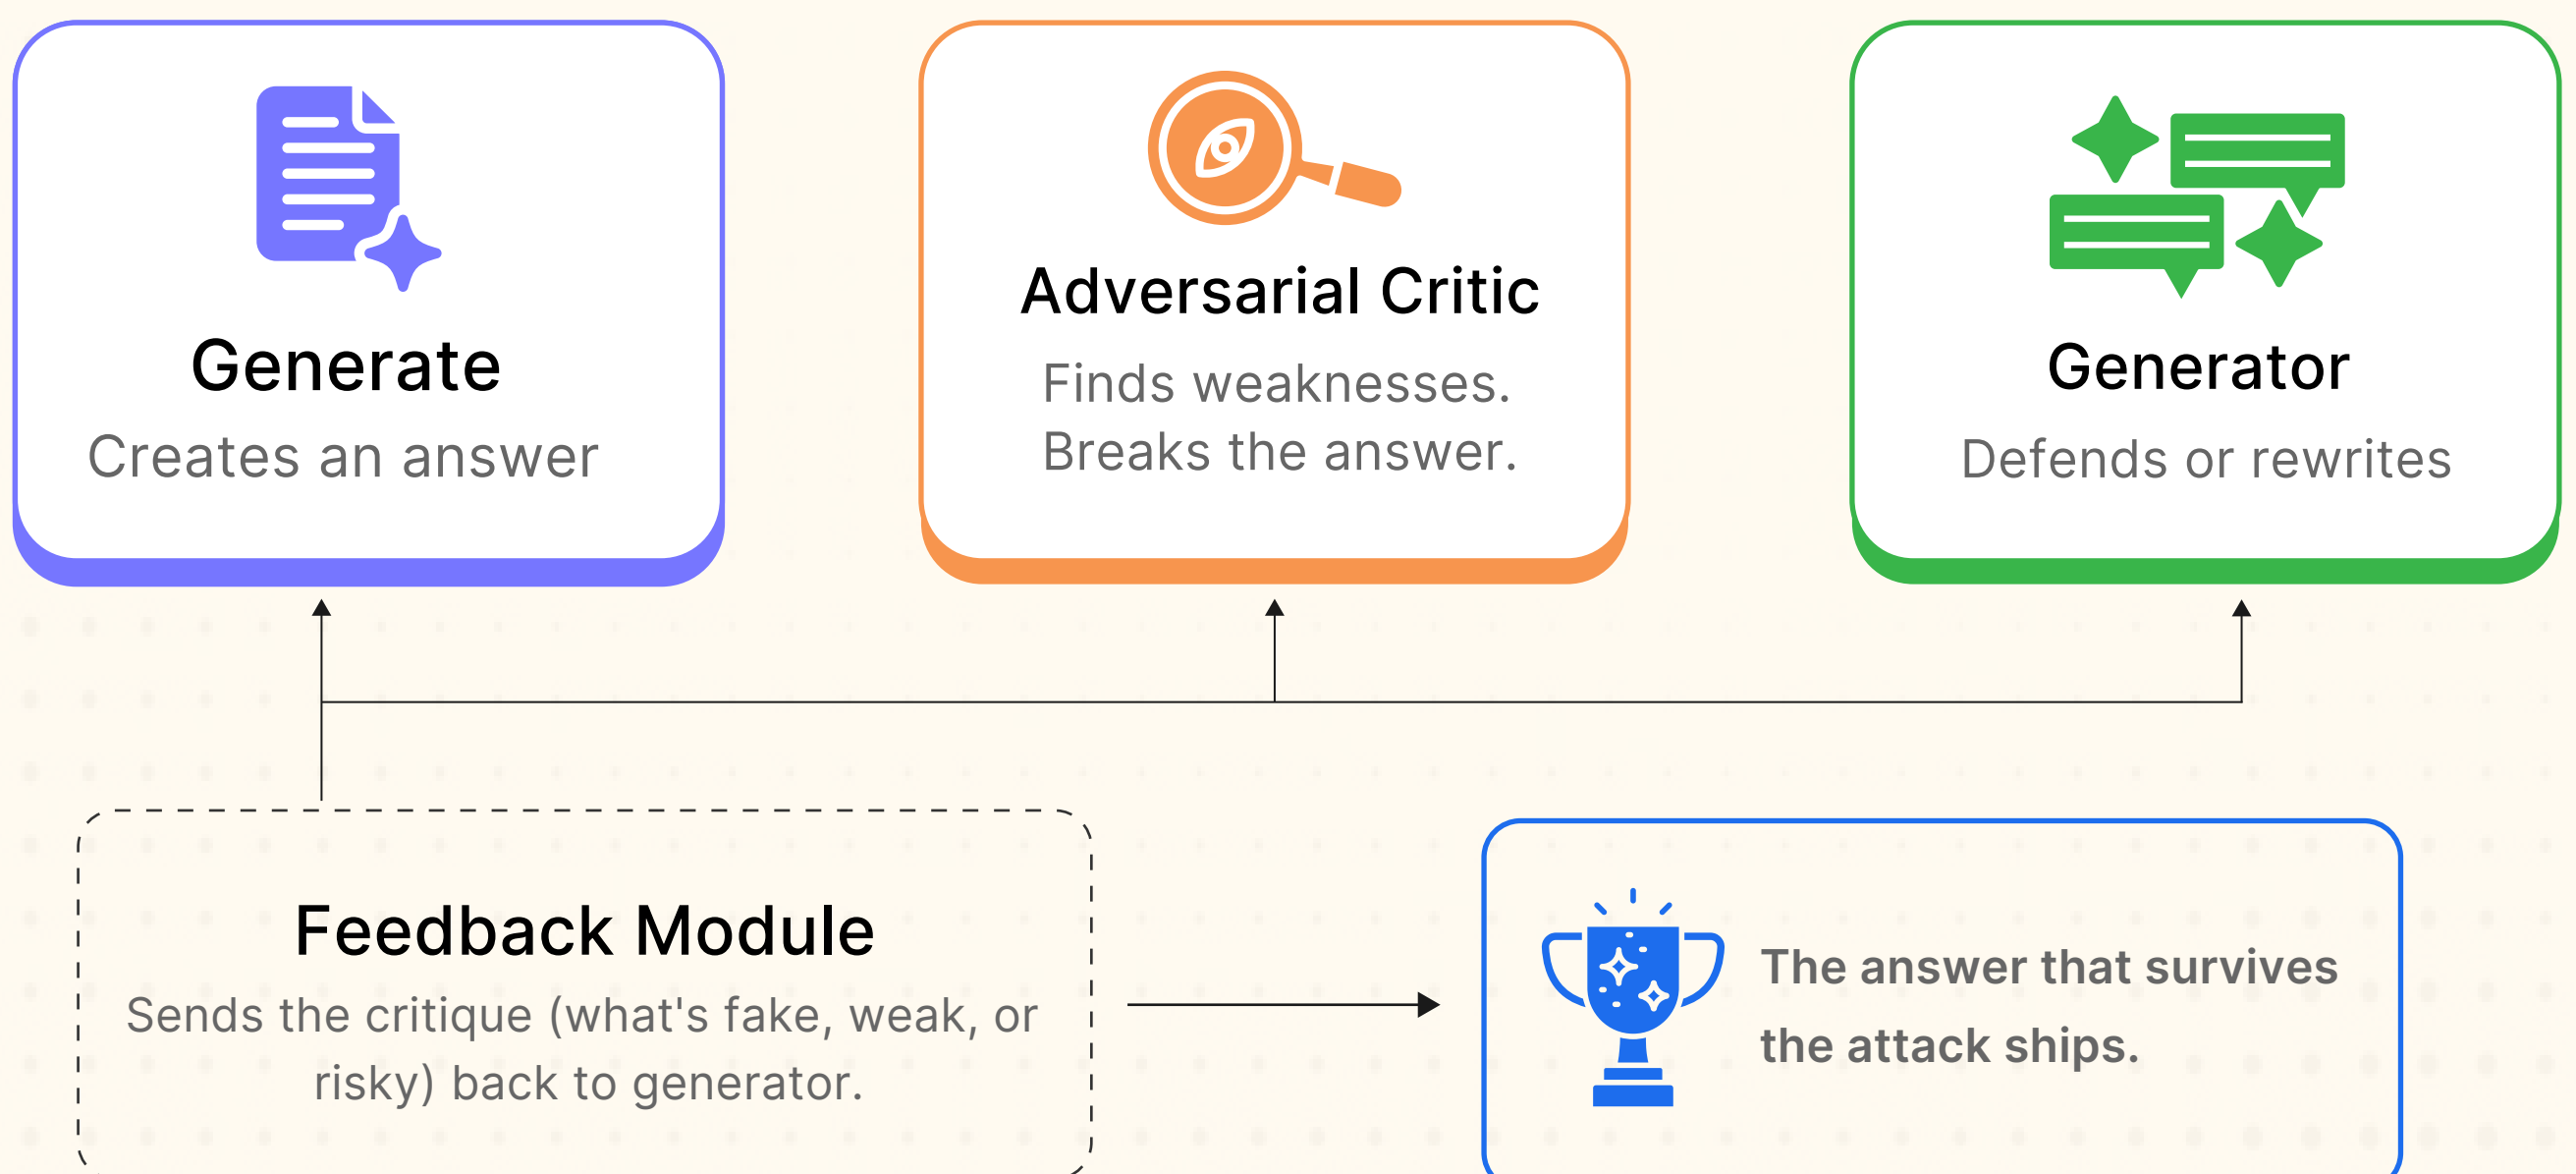 Generate
Creates an answer
Adversarial Critic
Finds weaknesses.
Breaks the answer.
Generator
Defends or rewrites
Feedback Module
Sends the critique (what's fake, weak, or
risky) back to generator.
The answer that survives
the attack ships.